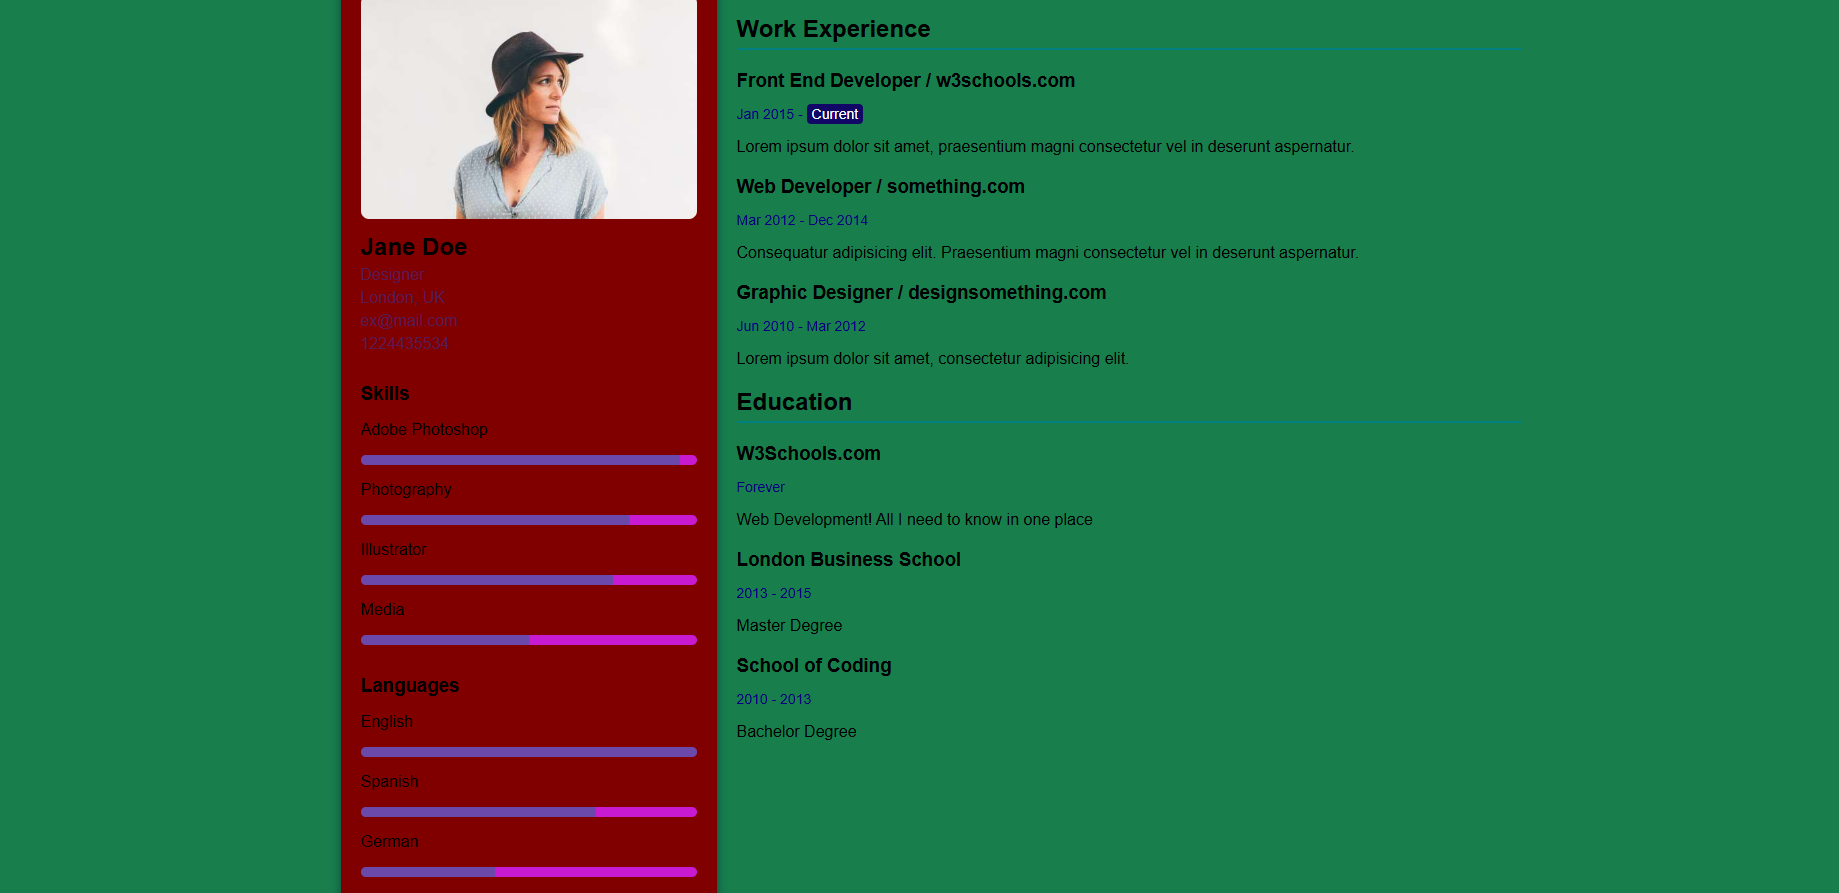 Jane Doe
Designer
London, UK
ex@mail.com
1224435534
Skills
Adobe Photoshop
Photography
Illustrator
Media
Languages
English
Spanish
German
Work Experience
Front End Developer / w3schools.com
Jan 2015 - Current
Lorem ipsum dolor sit amet, praesentium magni consectetur vel in deserunt aspernatur.
Web Developer / something.com
Mar 2012 - Dec 2014
Consequatur adipisicing elit. Praesentium magni consectetur vel in deserunt aspernatur.
Graphic Designer / designsomething.com
Jun 2010 - Mar 2012
Lorem ipsum dolor sit amet, consectetur adipisicing elit.
Education
W3Schools.com
Forever
Web Development! All I need to know in one place
London Business School
2013 - 2015
Master Degree
School of Coding
2010 - 2013
Bachelor Degree